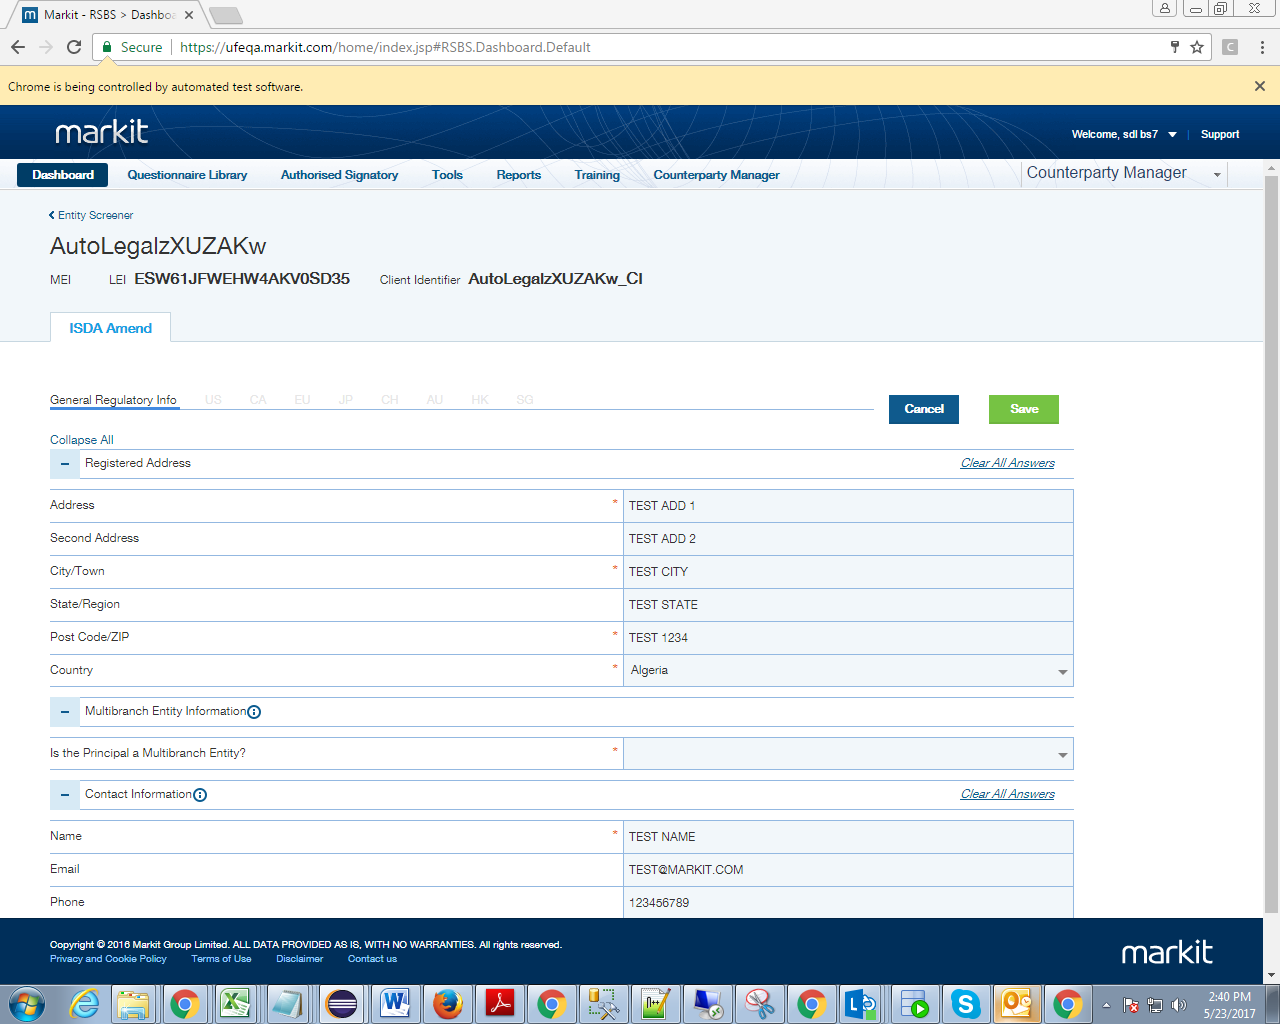 Markit - RSBS > Dashbo
Secure https://ufeqa.markit.com/home/index.jsp#RSBS.Dashboard.Default
Chrome is being controlled by automated test software.
markit
Welcome, sdl bs7 Support
Dashboard Questionnaire Library Authorised Signatory Tools Reports Training Counterparty Manager Counterparty Manager
Entity Screener
AutoLegalzXUZAKw
MEI LEI ESW61JFWEHW4AKV0SD35 Client Identifier AutoLegalzXUZAKw_CI
ISDA Amend
General Regulatory Info US CA EU JP CH AU HK SG Cancel Save
Collapse All
Registered Address Clear All Answers
Address * TEST ADD 1
Second Address TEST ADD 2
City/Town * TEST CITY
State/Region TEST STATE
Post Code/ZIP * TEST 1234
Country * Algeria
Multibranch Entity Information
Is the Principal a Multibranch Entity? *
Contact Information Clear All Answers
Name * TEST NAME
Email TEST@MARKIT.COM
Phone 123456789
Copyright © 2016 Markit Group Limited. ALL DATA PROVIDED AS IS, WITH NO WARRANTIES. All rights reserved.
Privacy and Cookie Policy Terms of Use Disclaimer Contact us
markit
2:40 PM
5/23/2017